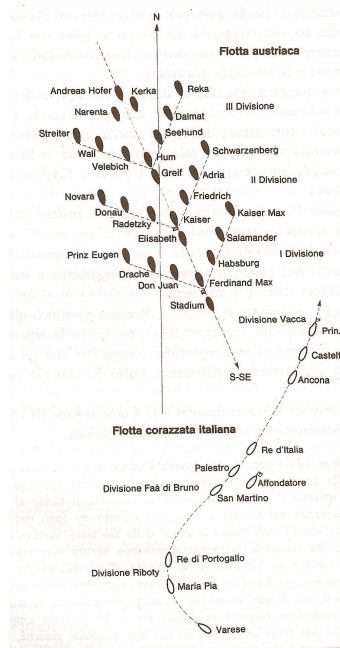 N
Flotta austriaca
Andreas Hofer
Kerka
Reka
III Divisione
Narenta
Dalmat
Streiter
Seehund
Wall
Schwarzenberg
Velebich
Hum
Greif
Adria
II Divisione
Novara
Friedrich
Donau
Kaiser
Kaiser Max
Radetzky
Elisabeth
Salamander
Prinz Eugen
Habsburg
I Divisione
Drache
Don Juan
Ferdinand Max
Stadium
Divisione Vacca
Prin.
Castelf
S-SE
Ancona
Flotta corazzata italiana
Re d'Italia
Palestro
Affondatore
Divisione Faà di Bruno
San Martino
Re di Portogallo
Divisione Riboty
Maria Pia
Varese